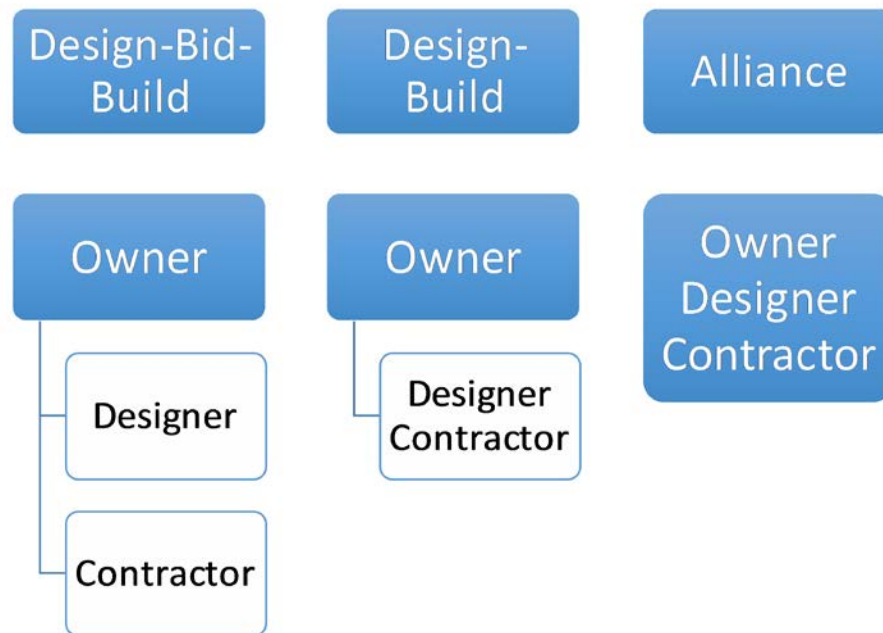 Design-Bid-
Build
Design-
Build
Alliance
Owner
Owner
Owner
Designer
Contractor
Designer
Designer
Contractor
Contractor